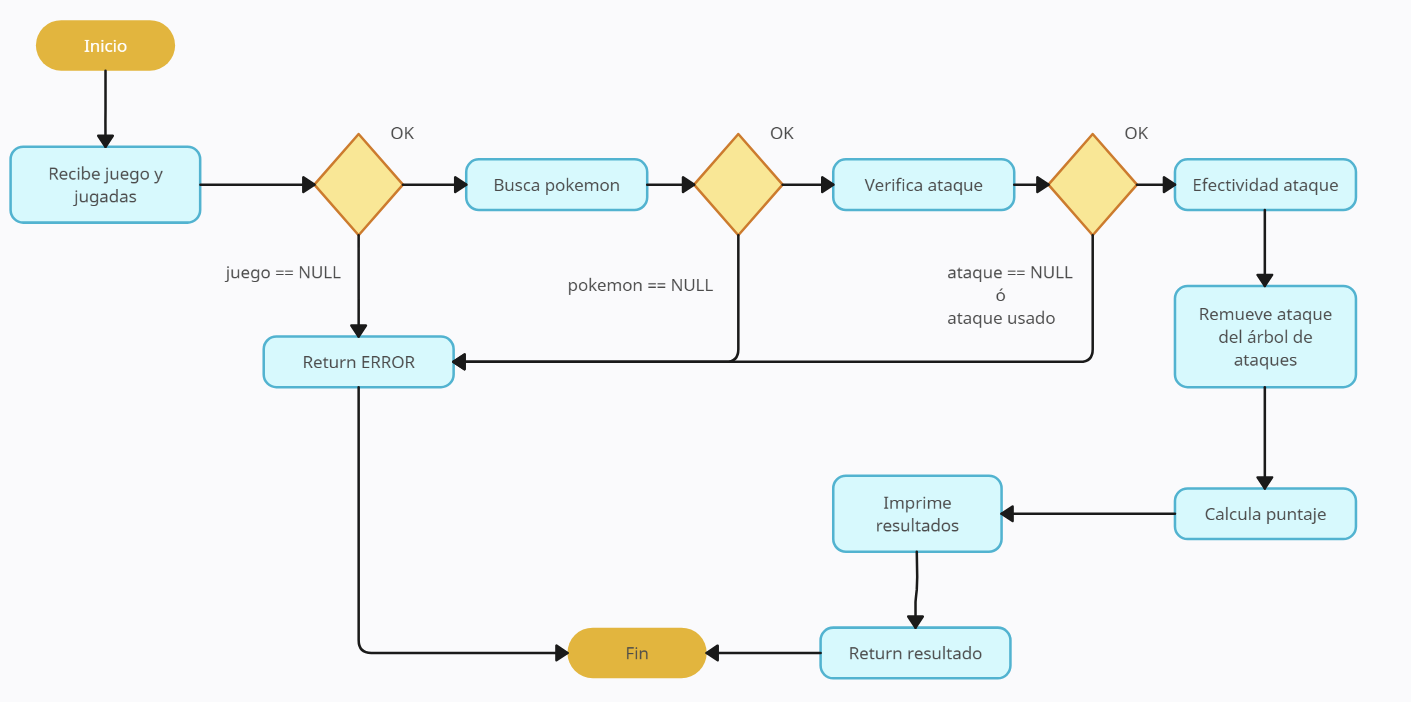 Inicio
OK
OK
OK
Recibe juego y
jugadas
Busca pokemon
Verifica ataque
Efectividad ataque
juego == NULL
pokemon == NULL
ataque == NULL
ó
ataque usado
Remueve ataque
del árbol de
ataques
Return ERROR
Imprime
resultados
Calcula puntaje
Fin
Return resultado